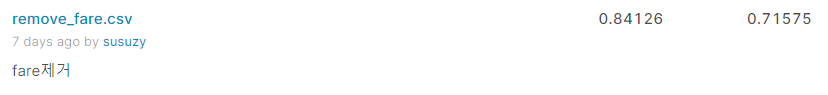 remove_fare.csv 0.84126 0.71575
7 days ago by susuzy
fare제거